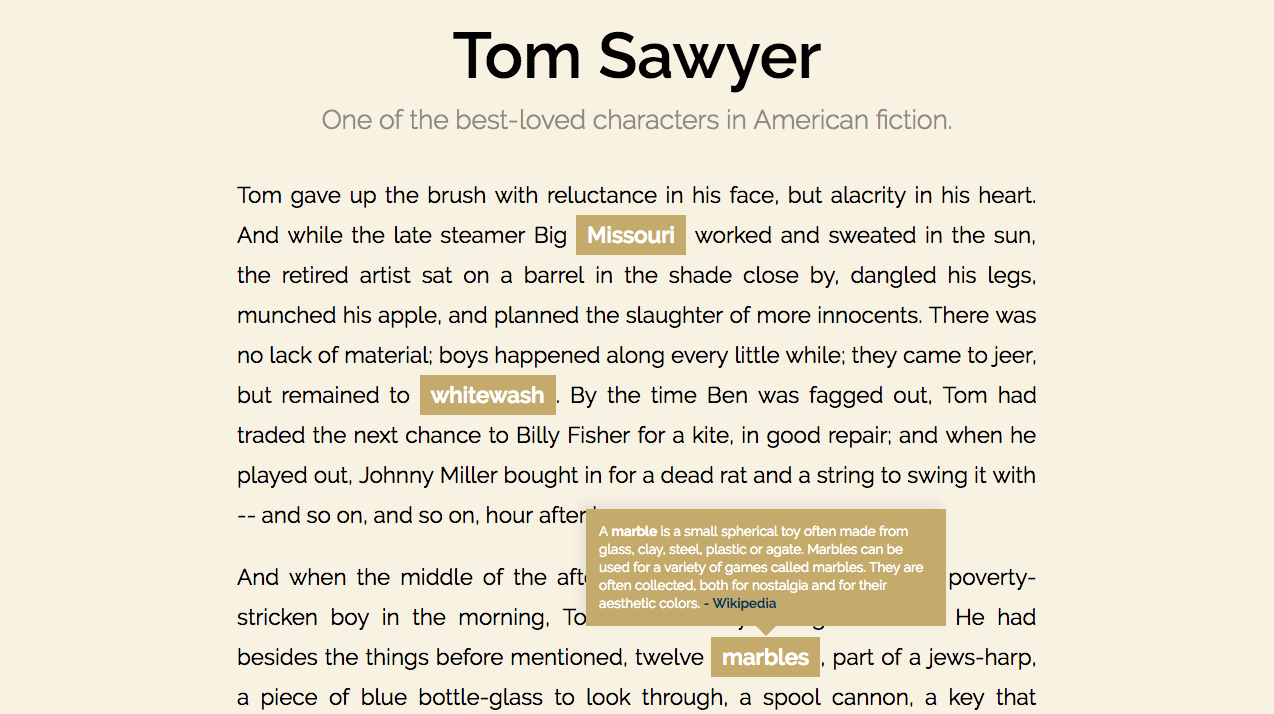 Tom Sawyer
One of the best-loved characters in American fiction.
Tom gave up the brush with reluctance in his face, but alacrity in his heart.
And while the late steamer Big Missouri worked and sweated in the sun,
the retired artist sat on a barrel in the shade close by, dangled his legs,
munched his apple, and planned the slaughter of more innocents. There was
no lack of material; boys happened along every little while; they came to jeer,
but remained to whitewash. By the time Ben was fagged out, Tom had
traded the next chance to Billy Fisher for a kite, in good repair; and when he
played out, Johnny Miller bought in for a dead rat and a string to swing it with
-- and so on, and so on, hour after
A marble is a small spherical toy often made from
glass, clay, steel, plastic or agate. Marbles can be
used for a variety of games called marbles. They are
often collected, both for nostalgia and for their
aesthetic colors. - Wikipedia
And when the middle of the poverty-
stricken boy in the morning, He had
besides the things before mentioned, twelve marbles, part of a jews-harp,
a piece of blue bottle-glass to look through, a spool cannon, a key that